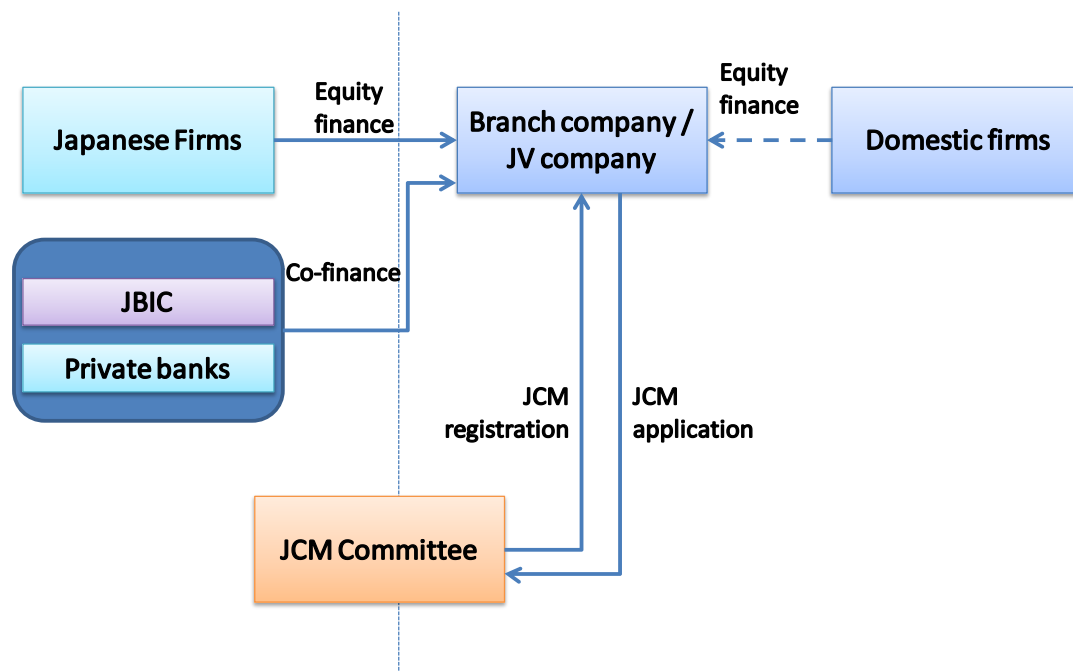 Equity
finance
Japanese Firms
Branch company /
JV company
Equity
finance
Domestic firms
Co-finance
JBIC
Private banks
JCM
registration
JCM
application
JCM Committee